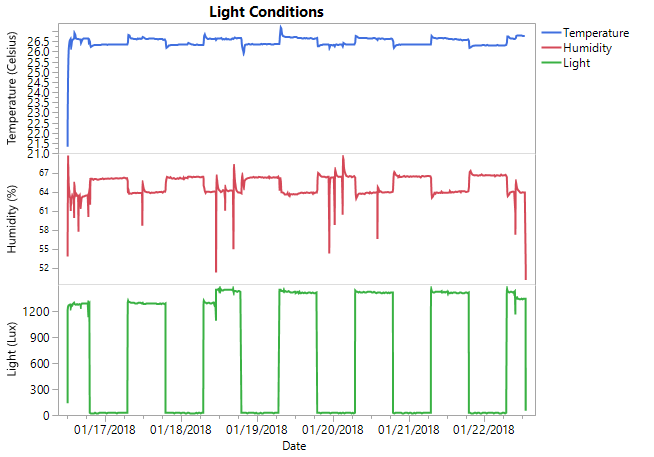 Light Conditions
Temperature
Humidity
Light
Temperature (Celsius)
26.5
26.0
25.5
25.0
24.5
24.0
23.5
23.0
22.5
22.0
21.5
21.0
Humidity (%)
67
64
61
58
55
52
Light (Lux)
1200
900
600
300
0
01/17/2018 01/18/2018 01/19/2018 01/20/2018 01/21/2018 01/22/2018
Date